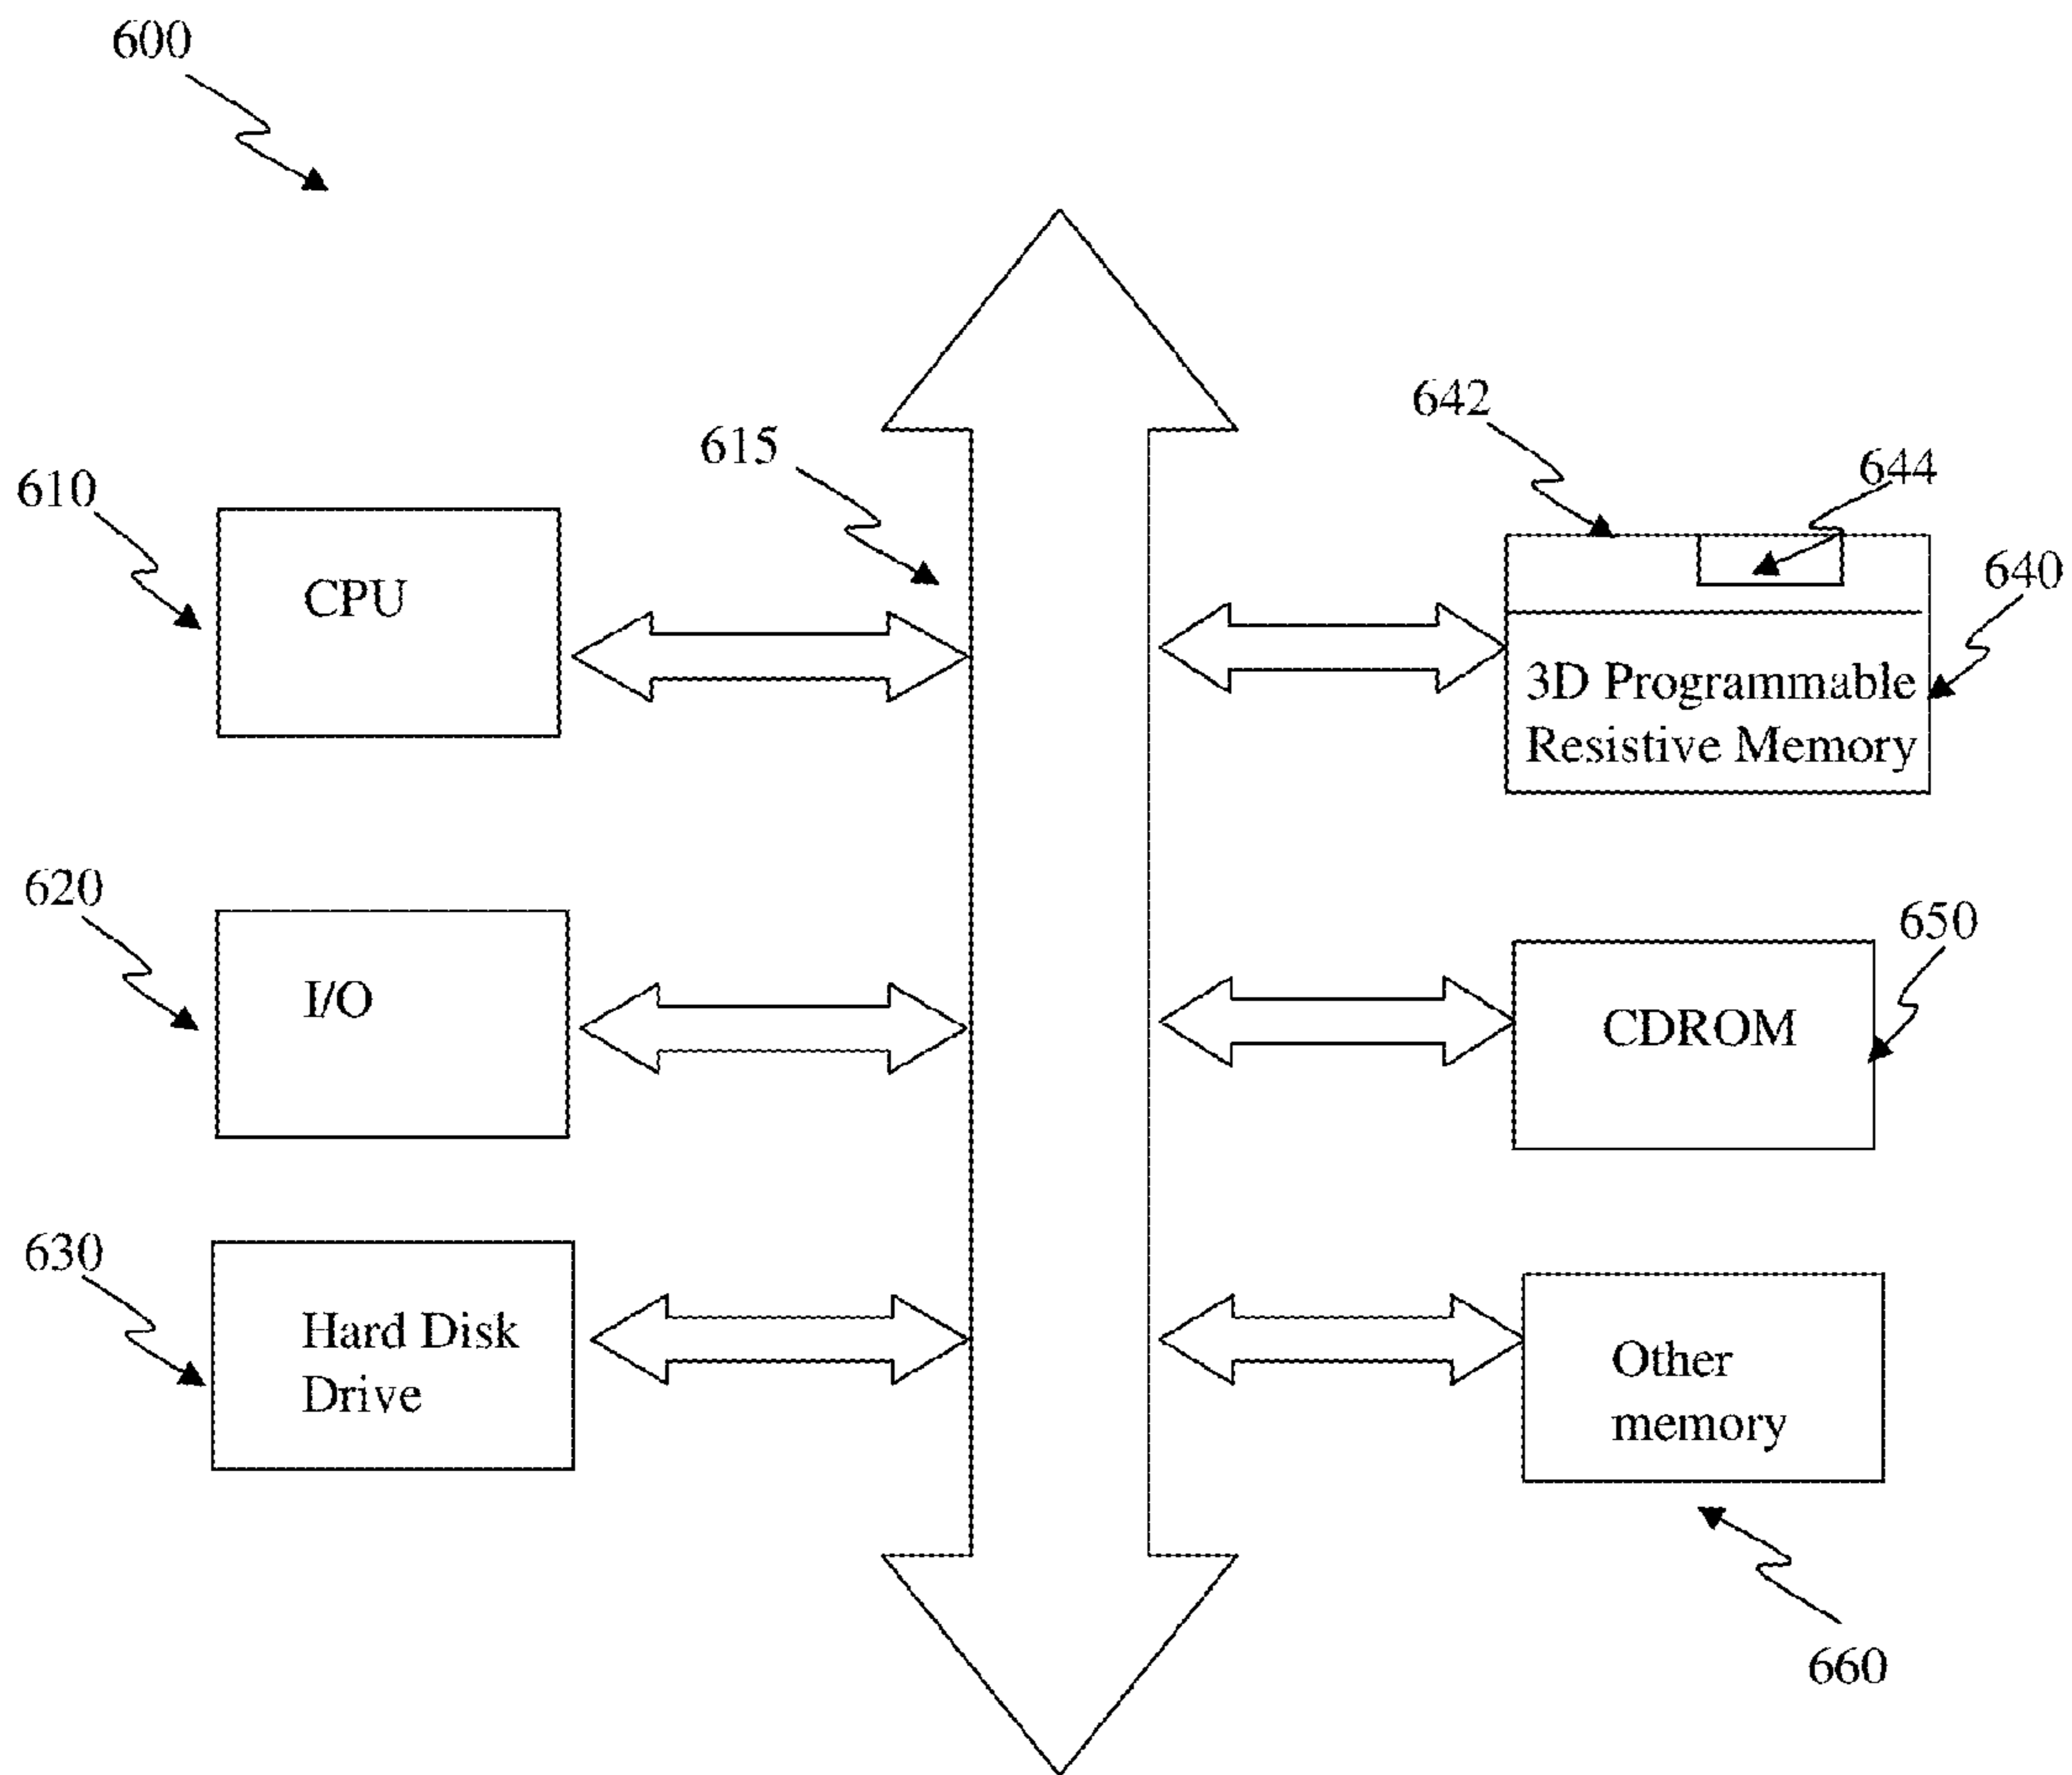 600
642
615
644
610
640
CPU
3D Programmable
Resistive Memory
620
650
I/O
CDROM
630
Hard Disk
Drive
Other
memory
660